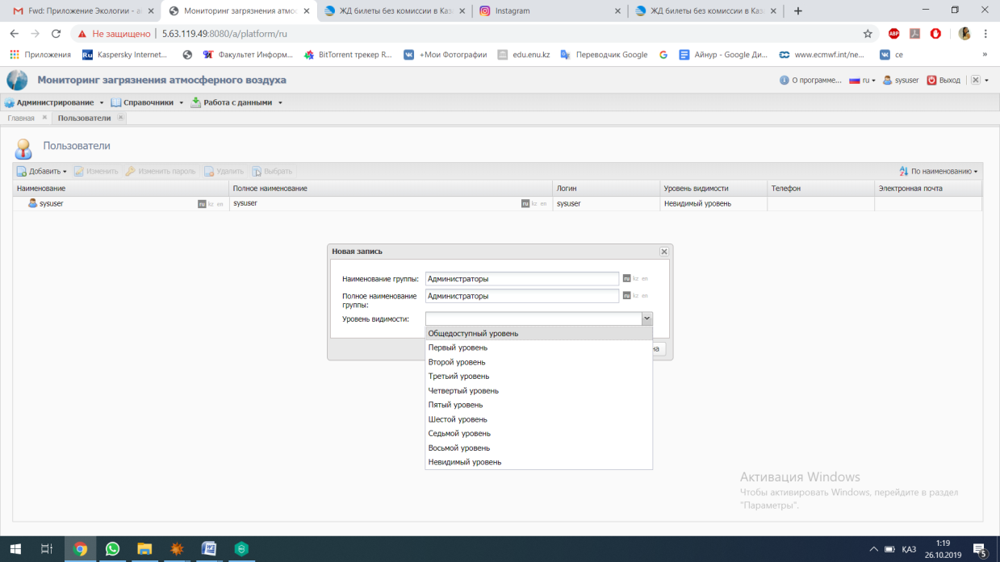 Fwd: Приложение Экологии - а
Мониторинг загрязнения атмос
ЖД билеты без комиссии в Каз
Instagram
ЖД билеты без комиссии в Каз
Не защищено
5.63.119.49:8080/a/platform/ru
ABP
Приложения
Ru
Kaspersky Internet...
Факультет Информ...
BitTorrent трекер R...
+Мои Фотографии
edu.enu.kz
Переводчик Google
Айнур - Google Ди...
www.ecmwf.int/ne...
се
»
Мониторинг загрязнения атмосферного воздуха
О программе...
ru
sysuser
Выход
Администрирование
Справочники
Работа с данными
Главная
Пользователи
Пользователи
Добавить
Изменить
Изменить пароль
Удалить
Выбрать
По наименованию
Наименование
Полное наименование
Логин
Уровень видимости
Телефон
Электронная почта
sysuser
ru kz en
sysuser
ru kz en
sysuser
Невидимый уровень
Новая запись
Наименование группы:
Администраторы
ru kz en
Полное наименование
группы:
Администраторы
ru kz en
Уровень видимости:
Общедоступный уровень
Первый уровень
Второй уровень
Третьий уровень
Четвертый уровень
Пятый уровень
Шестой уровень
Седьмой уровень
Восьмой уровень
Невидимый уровень
на
Активация Windows
Чтобы активировать Windows, перейдите в раздел
"Параметры".
ҚАЗ
1:19
26.10.2019
5